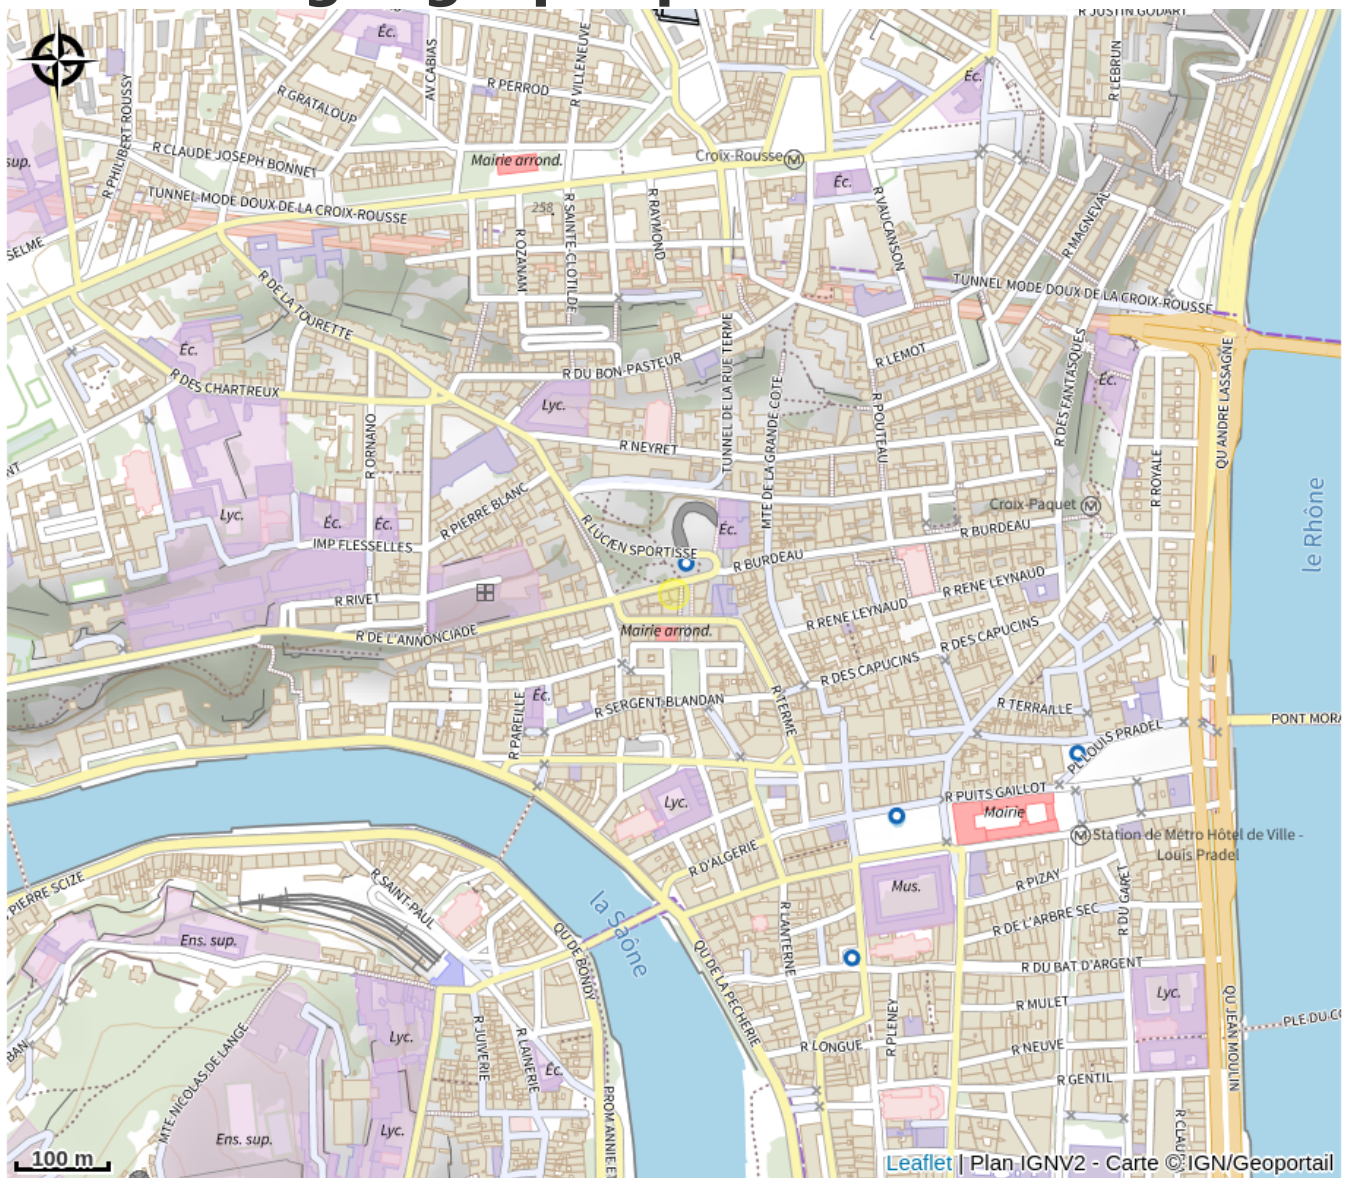 R JUSTIN GODART
Éc.
AV CABIAS
R VILLENEUVE
R LEBRUN
R PERROD
Éc.
R GRATALOUP
R PHILIBERT ROUSSY
R CLAUDE JOSEPH BONNET
sup.
Mairie arrond.
Croix-Rousse
M
Éc.
TUNNEL MODE DOUX DE LA CROIX-ROUSSE
258
R SAINTE-CLOTILDE
R RAYMOND
R VAUCANSON
R MAGNEVAL
SELME
R OZANAM
R DE LA TOURETTE
TUNNEL MODE DOUX DE LA CROIX-ROUSSE
Éc.
R DES CHARTREUX
R DU BON-PASTEUR
TUNNEL DE LA RUE TERME
R LEMOT
R DES FANTASQUES
Éc.
QU ANDRE LASSAGNE
Lyc.
MTE DE LA GRANDE COTE
R POUTEAU
R ORNANO
R NEYRET
NT
R ROYALE
le Rhône
Lyc.
Éc.
Éc.
R PIERRE BLANC
Croix-Paquet
M
IMP FLESSELLES
R LUCIEN SPORTISSE
Éc.
R BURDEAU
R BURDEAU
R RIVET
R RENE LEYNAUD
R RENE LEYNAUD
R DE L'ANNONCIADE
Mairie arrond.
R DES CAPUCINS
R DES CAPUCINS
Éc.
R PAREILLE
R SERGENT BLANDAN
R TERME
R TERRAILLE
PL LOUIS PRADEL
PONT MORA
Lyc.
R PUITS GAILLOT
Mairie
M
Station de Métro Hôtel de Ville -
Louis Pradel
R D'ALGERIE
PIERRE SCIZE
R SAINT-PAUL
Mus.
R PIZAY
R DU GARET
la Saône
R LANTERNE
R DE L'ARBRE SEC
Ens. sup.
QU DE BONDY
QU DE LA PECHERIE
R DU BAT D'ARGENT
Lyc.
R MULET
QU JEAN MOULIN
Lyc.
R JUIVERIE
R LAINERIE
Éc.
R PLENEY
R LONGUE
R NEUVE
PLE DU CO
BAN
MTE NICOLAS DE LANGE
R GENTIL
PROM ANNIE ET
Ens. sup.
Lyc.
R CLAU
100 m
Leaflet | Plan IGNV2 - Carte © IGN/Geoportail